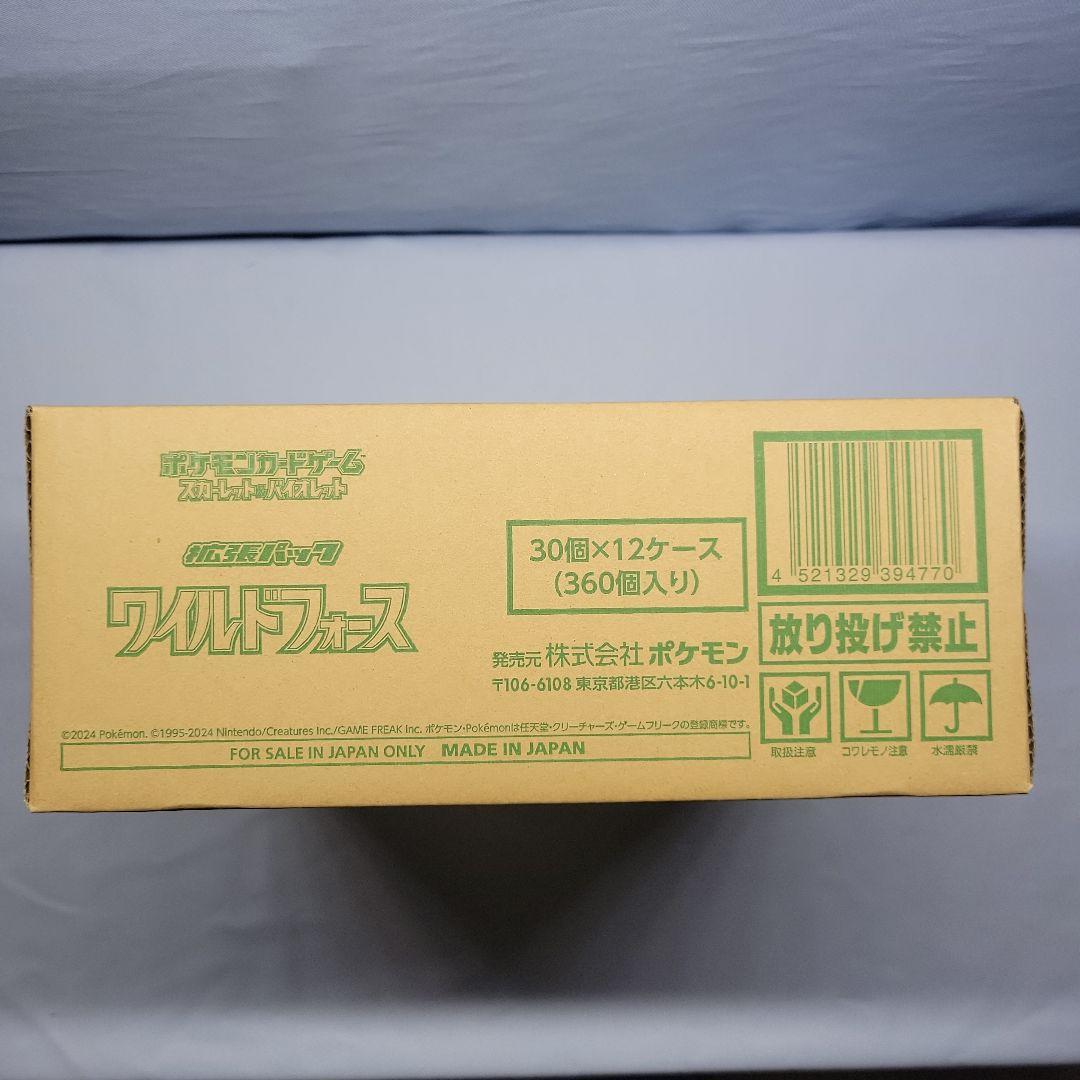 ポケモンカードゲーム
スカーレット&バイオレット
拡張パック
ワイルドフォース
30個×12ケース
(360個入り)
発売元 株式会社 ポケモン
〒106-6108 東京都港区六本木6-10-1
4 521329 394770
放り投げ禁止
取扱注意
コワレモノ注意
水濡厳禁
©2024 Pokémon. ©1995-2024 Nintendo/Creatures Inc./GAME FREAK inc. ポケモン・Pokémonは任天堂・クリーチャーズ・ゲームフリークの登録商標です。
FOR SALE IN JAPAN ONLY MADE IN JAPAN